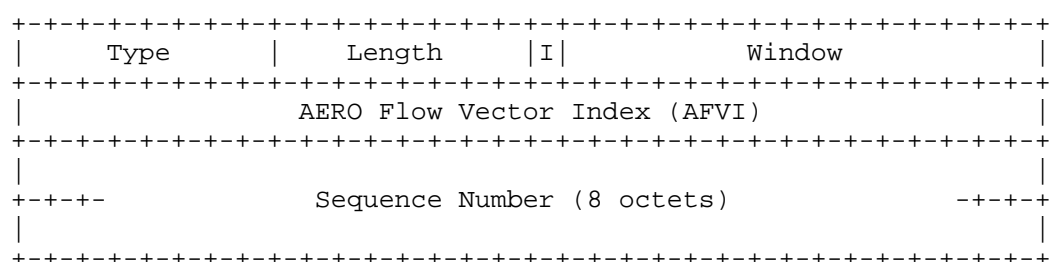 +-+-+-+-+-+-+-+-+-+-+-+-+-+-+-+-+-+-+-+-+-+-+-+-+-+-+-+-+-+-+-+-+
|     Type      |    Length     |I|           Window            |
+-+-+-+-+-+-+-+-+-+-+-+-+-+-+-+-+-+-+-+-+-+-+-+-+-+-+-+-+-+-+-+-+
|                 AERO Flow Vector Index (AFVI)                 |
+-+-+-+-+-+-+-+-+-+-+-+-+-+-+-+-+-+-+-+-+-+-+-+-+-+-+-+-+-+-+-+-+
|                                                               |
+-+-+-             Sequence Number (8 octets)              -+-+-+
|                                                               |
+-+-+-+-+-+-+-+-+-+-+-+-+-+-+-+-+-+-+-+-+-+-+-+-+-+-+-+-+-+-+-+-+